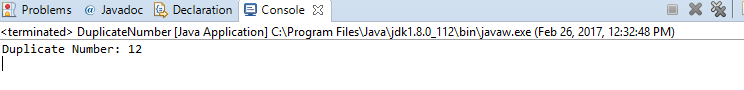 Problems @ Javadoc Declaration Console
<terminated> DuplicateNumber [Java Application] C:\Program Files\Java\jdk1.8.0_112\bin\javaw.exe (Feb 26, 2017, 12:32:48 PM)
Duplicate Number: 12